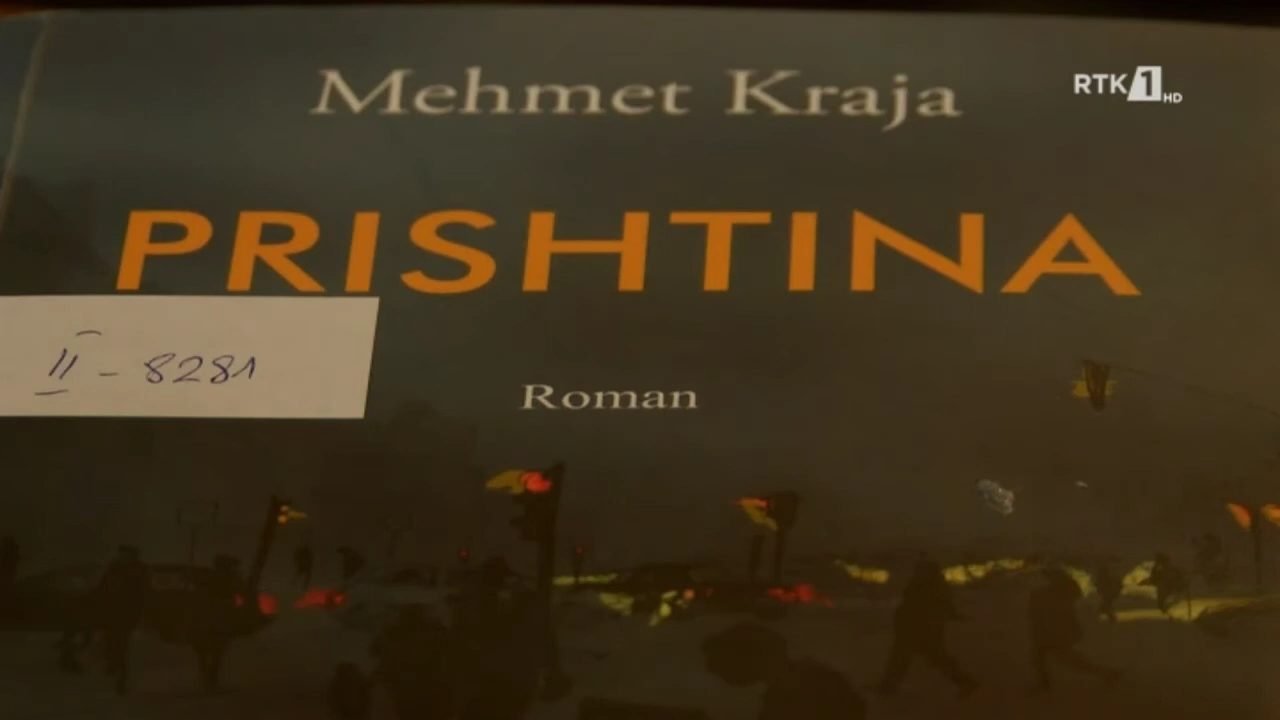 Mehmet Kraja
RTK1HD
PRISHTINA
II - 8281
Roman